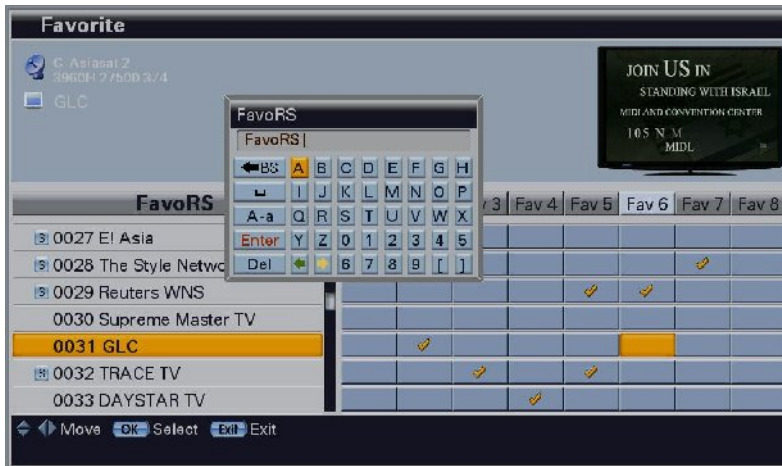 Favorite
C Asiasat 2
3960H 27500 3/4
GLC
JOIN US IN
STANDING WITH ISRAEL
MIDLAND CONVENTION CENTER
105 N M
MIDL
FavoRS
FavoRS
BS A B C D E F G H
I J K L M N O P
A-a Q R S T U V W X
Enter Y Z 0 1 2 3 4 5
Del 6 7 8 9 [ ]
FavoRS / 3 Fav 4 Fav 5 Fav 6 Fav 7 Fav 8
S 0027 E! Asia
S 0028 The Style Netwo
S 0029 Reuters WNS
0030 Supreme Master TV
0031 GLC
S 0032 TRACE TV
0033 DAYSTAR TV
Move OK Select Exit Exit